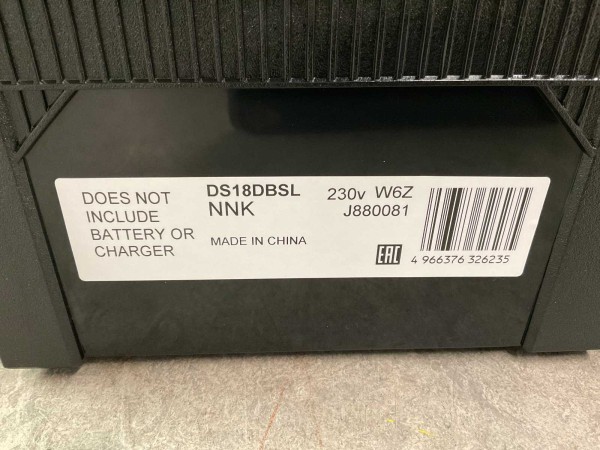 DOES NOT
INCLUDE
BATTERY OR
CHARGER
DS18DBSL
NNK
MADE IN CHINA
230v W6Z
J880081
EAC
4 966376 326235